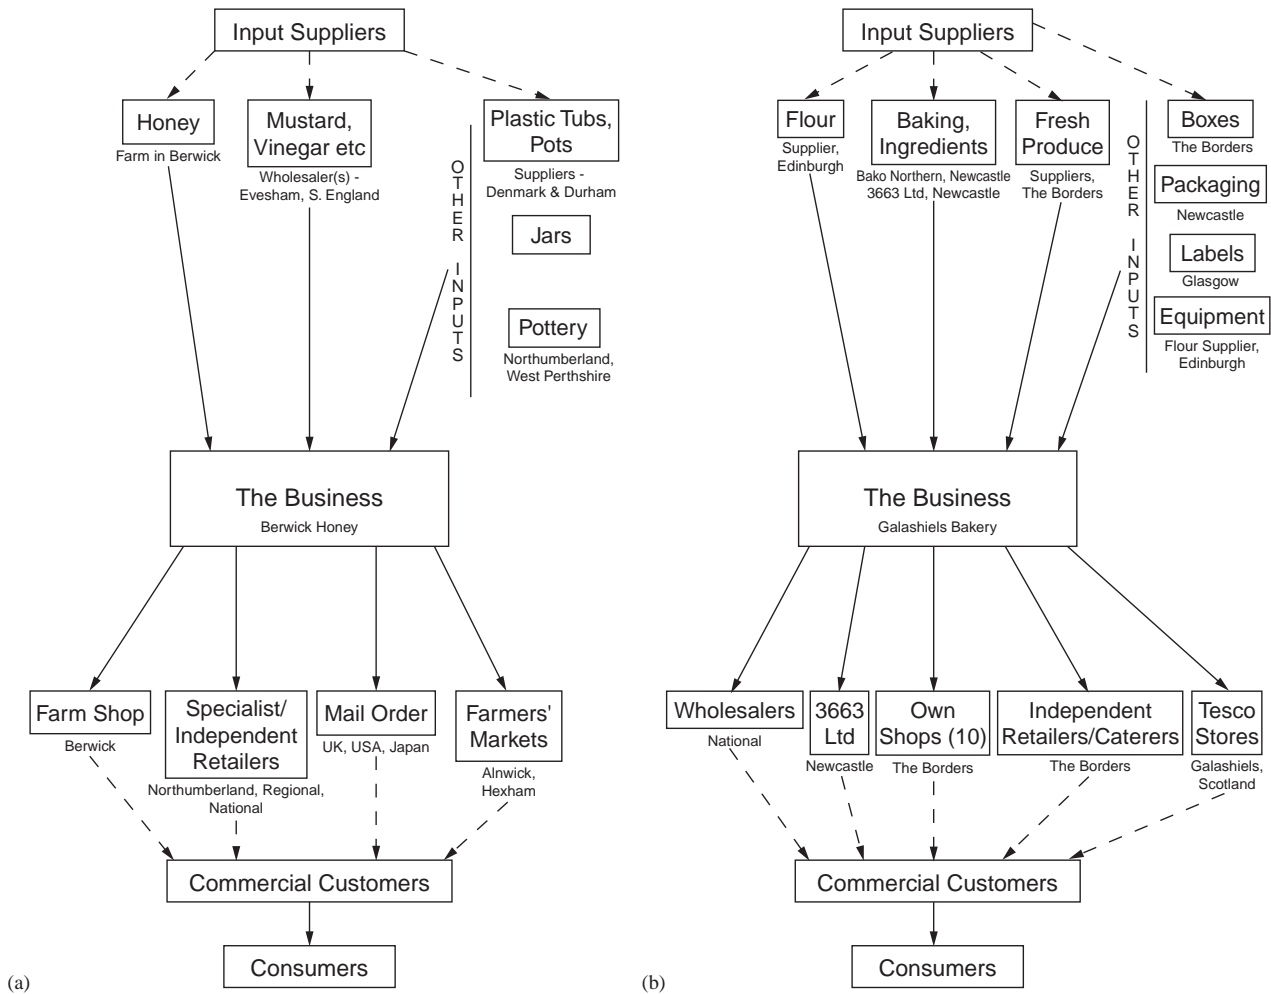 Input Suppliers
Honey
Farm in Berwick
Mustard,
Vinegar etc
Wholesaler(s) -
Evesham, S. England
OTHER INPUTS
Plastic Tubs,
Pots
Suppliers -
Denmark & Durham
Jars
Pottery
Northumberland,
West Perthshire
The Business
Berwick Honey
Farm Shop
Berwick
Specialist/
Independent
Retailers
Northumberland, Regional,
National
Mail Order
UK, USA, Japan
Farmers'
Markets
Alnwick,
Hexham
Commercial Customers
Consumers
(a)
Input Suppliers
Flour
Supplier,
Edinburgh
Baking,
Ingredients
Bako Northern, Newcastle
3663 Ltd, Newcastle
Fresh
Produce
Suppliers,
The Borders
OTHER INPUTS
Boxes
The Borders
Packaging
Newcastle
Labels
Glasgow
Equipment
Flour Supplier,
Edinburgh
The Business
Galashiels Bakery
Wholesalers
National
3663
Ltd
Newcastle
Own
Shops (10)
The Borders
Independent
Retailers/Caterers
The Borders
Tesco
Stores
Galashiels,
Scotland
Commercial Customers
Consumers
(b)